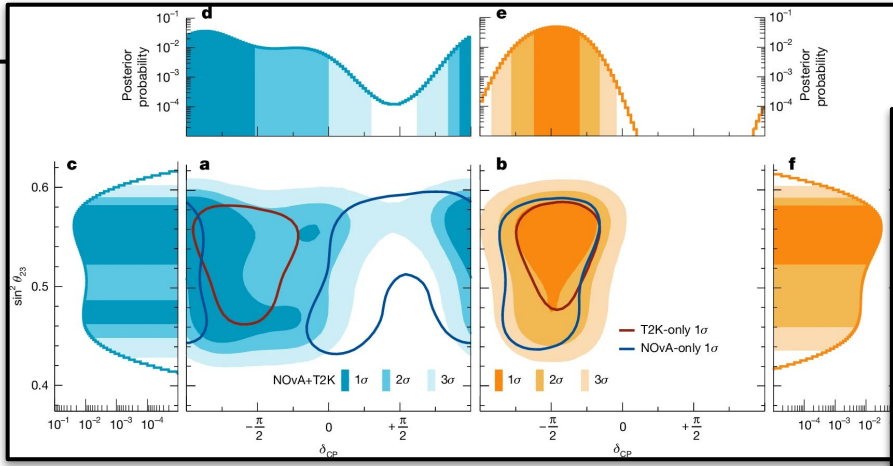 d
e
Posterior
probability
10⁻¹
10⁻²
10⁻³
10⁻⁴
10⁻¹
10⁻²
10⁻³
10⁻⁴
Posterior
probability
c
a
b
f
sin² θ₂₃
0.6
0.5
0.4
NOvA+T2K 1σ 2σ 3σ
T2K-only 1σ
NOvA-only 1σ
1σ 2σ 3σ
10⁻¹ 10⁻² 10⁻³ 10⁻⁴
−π/2 0 +π/2
−π/2 0 +π/2
10⁻⁴ 10⁻³ 10⁻² 10⁻¹
δCP
δCP